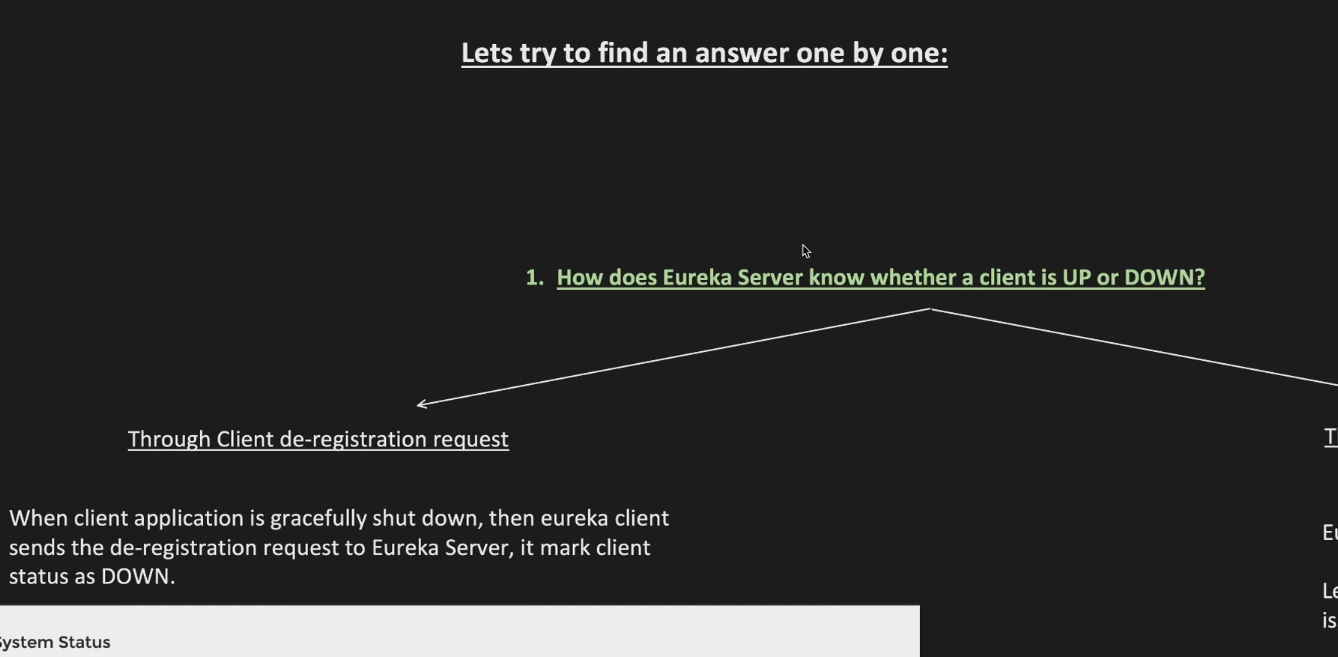 Lets try to find an answer one by one:
1. How does Eureka Server know whether a client is UP or DOWN?
Through Client de-registration request
When client application is gracefully shut down, then eureka client
sends the de-registration request to Eureka Server, it mark client
status as DOWN.
System Status
is